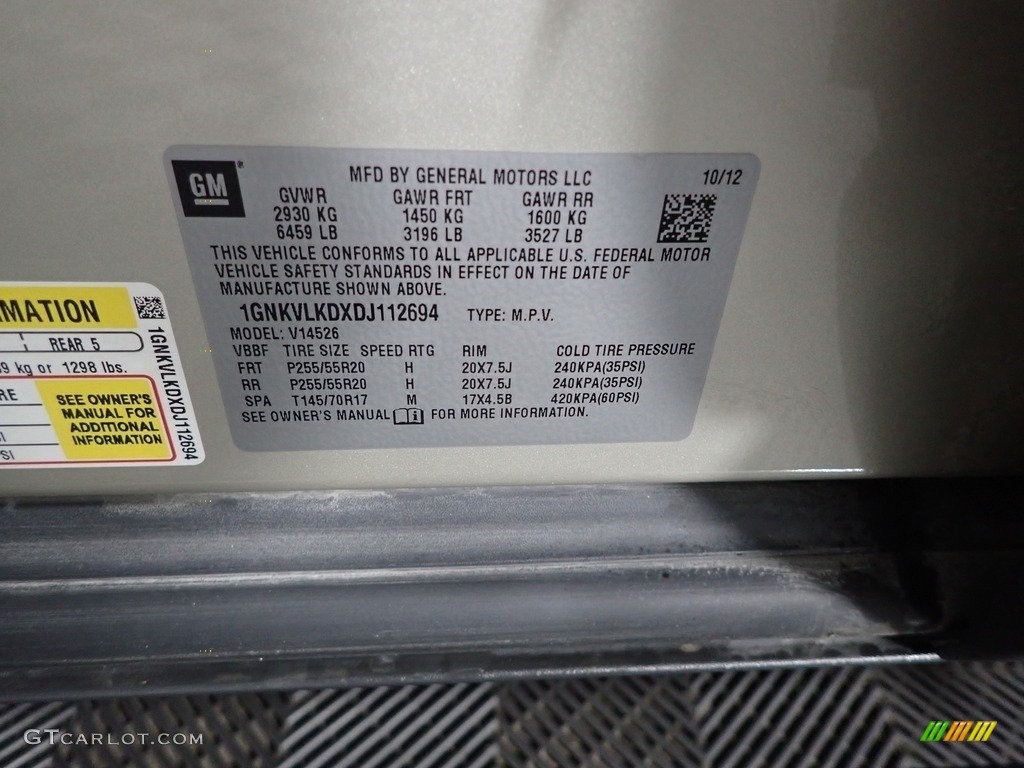 GM
MFD BY GENERAL MOTORS LLC 10/12
GVWR GAWR FRT GAWR RR
2930 KG 1450 KG 1600 KG
6459 LB 3196 LB 3527 LB
THIS VEHICLE CONFORMS TO ALL APPLICABLE U.S. FEDERAL MOTOR
VEHICLE SAFETY STANDARDS IN EFFECT ON THE DATE OF
MANUFACTURE SHOWN ABOVE.
1GNKVLKDXDJ112694 TYPE: M.P.V.
MODEL: V14526
VBBF TIRE SIZE SPEED RTG RIM COLD TIRE PRESSURE
FRT P255/55R20 H 20X7.5J 240KPA(35PSI)
RR P255/55R20 H 20X7.5J 240KPA(35PSI)
SPA T145/70R17 M 17X4.5B 420KPA(60PSI)
SEE OWNER'S MANUAL FOR MORE INFORMATION.
MATION
REAR 5
9 kg or 1298 lbs.
RE
SEE OWNER'S
MANUAL FOR
ADDITIONAL
INFORMATION
SI
PSI
1GNKVLKDXDJ112694
GTCARLOT.COM